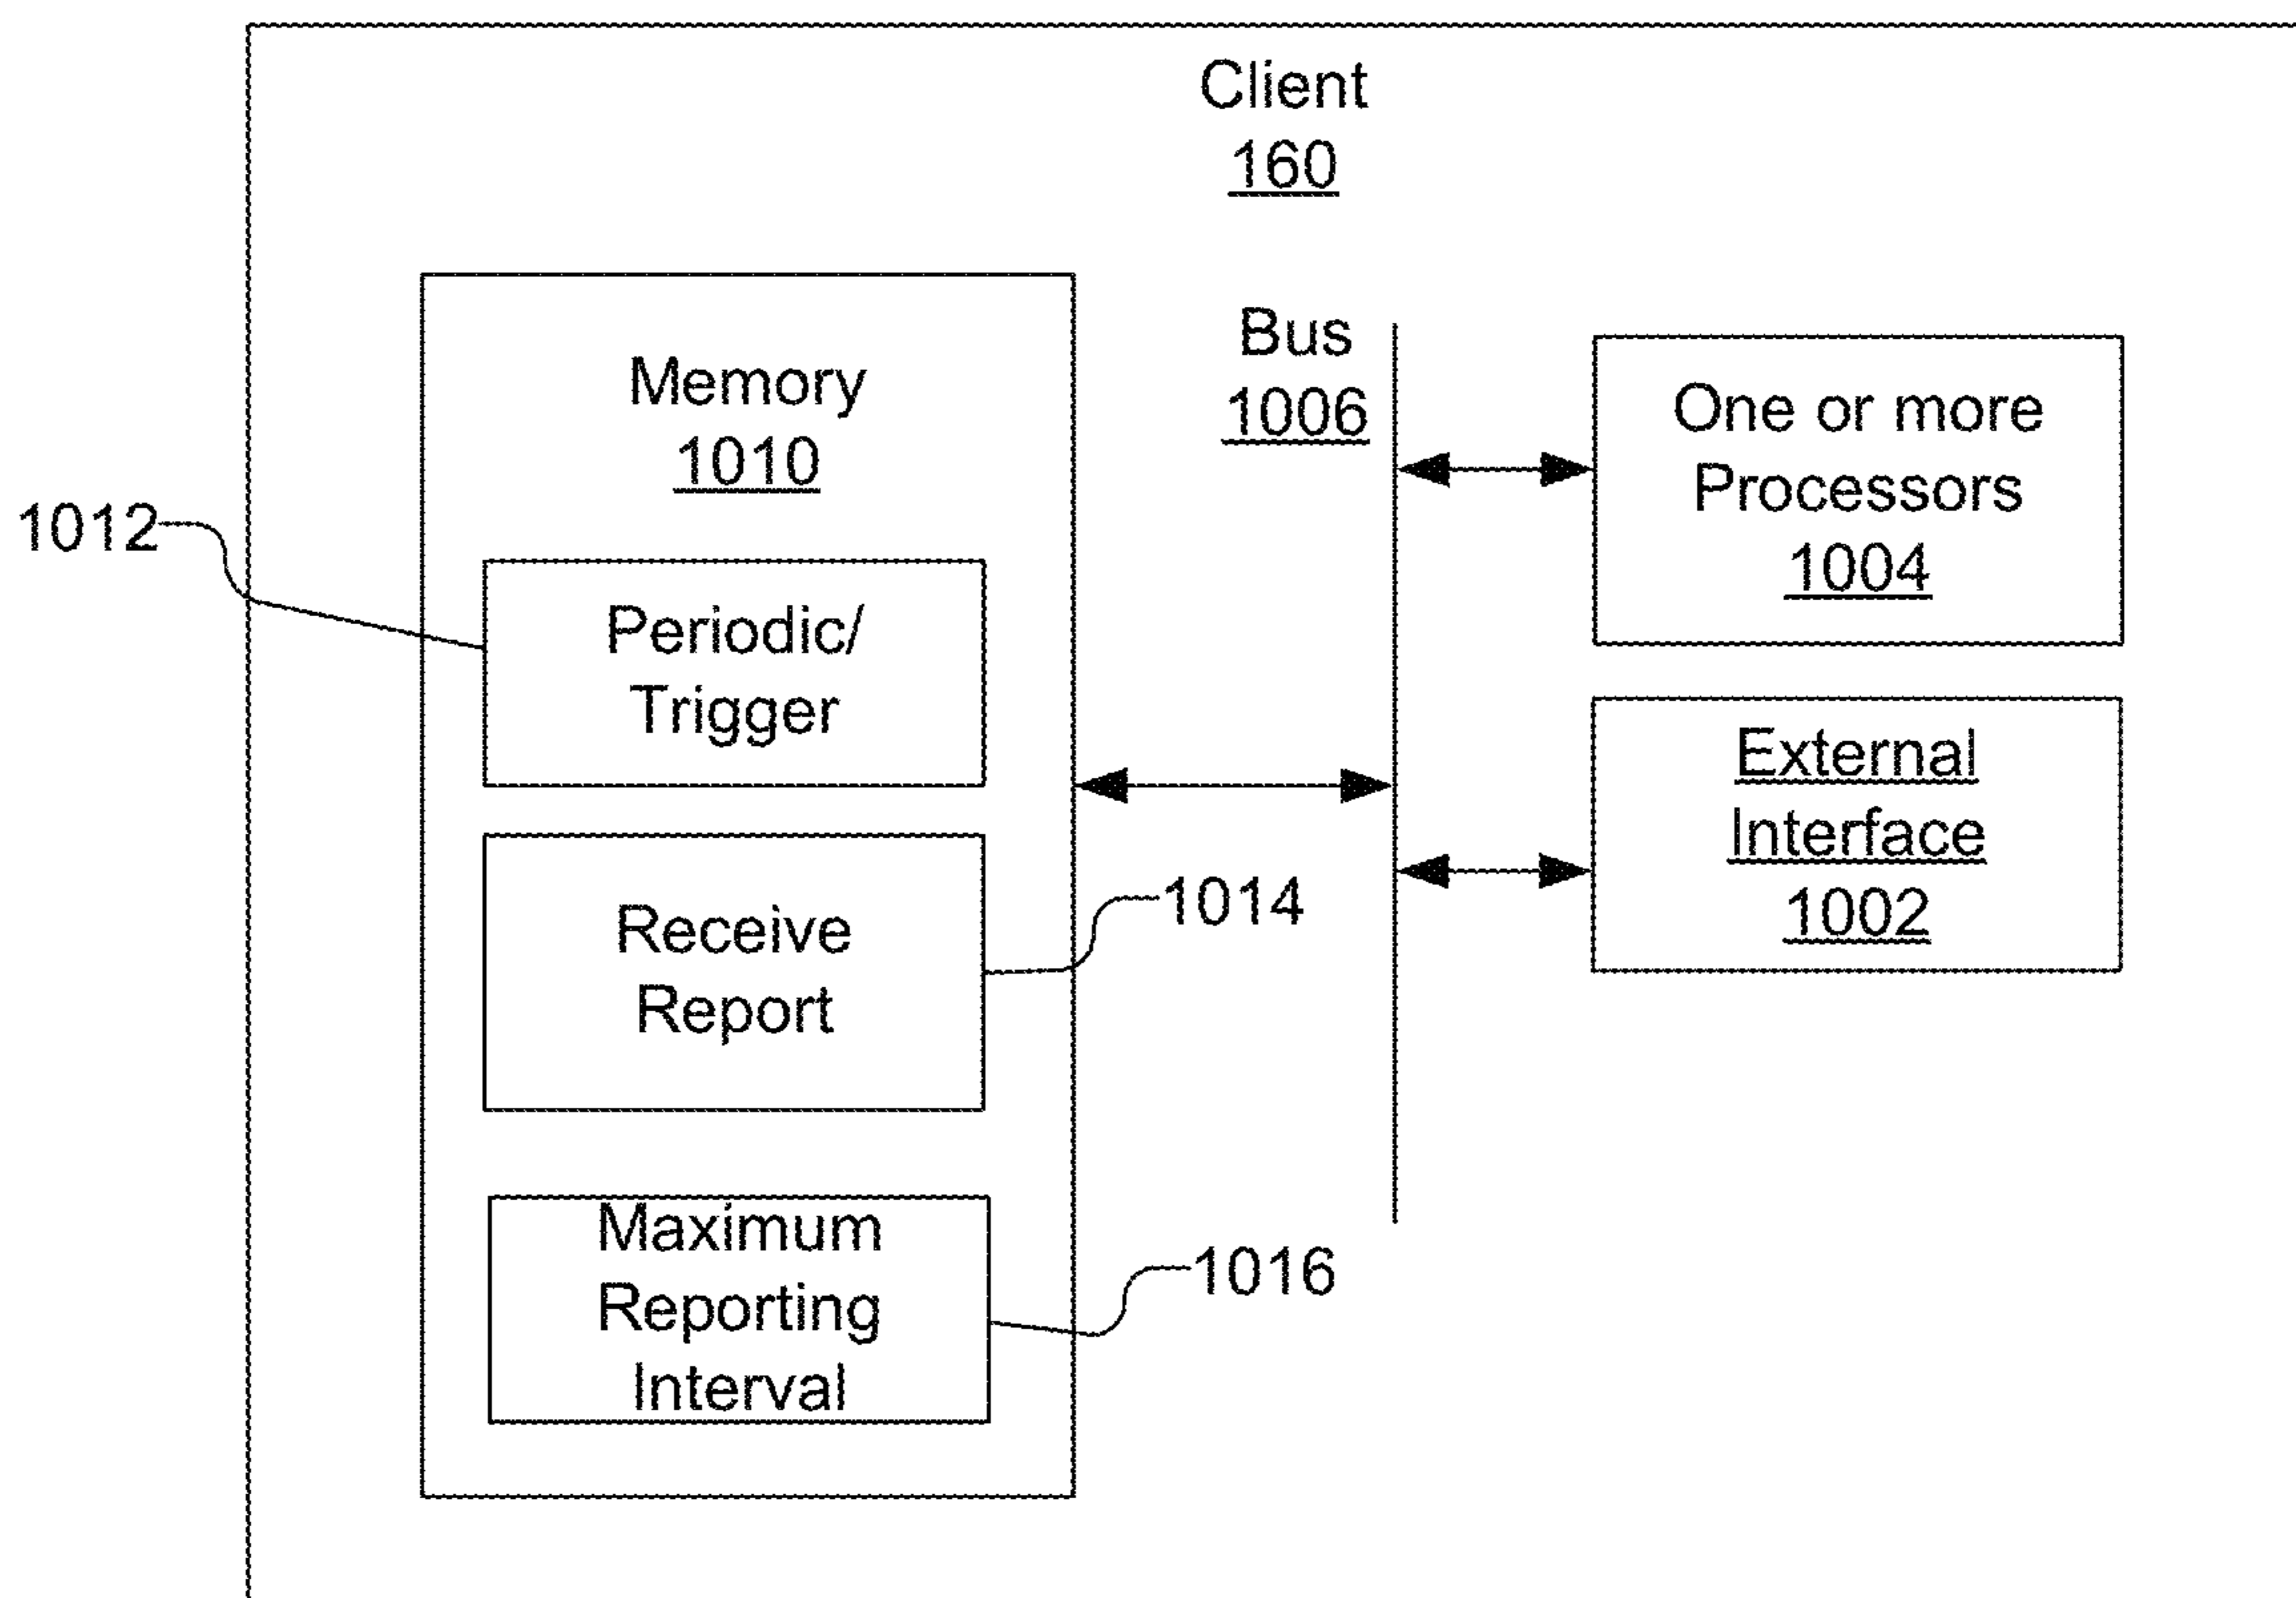 Client
160
Memory
1010
Bus
1006
One or more
Processors
1004
1012
Periodic/
Trigger
External
Interface
1002
Receive
Report
1014
Maximum
Reporting
Interval
1016